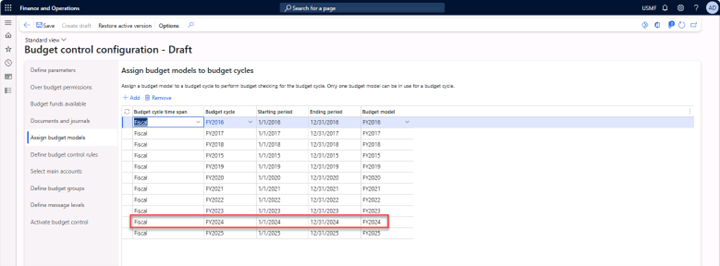 Finance and Operations
Search for a page
USMF
AD
Save
Create draft
Restore active version
Options
Standard view
Budget control configuration - Draft
Define parameters
Over budget permissions
Budget funds available
Documents and journals
Assign budget models
Define budget control rules
Select main accounts
Define budget groups
Define message levels
Activate budget control
Assign budget models to budget cycles
Assign a budget model to a budget cycle to perform budget checking for the budget cycle. Only one budget model can be in use for a budget cycle.
+ Add Remove
Budget cycle time span Budget cycle Starting period Ending period Budget model
Fiscal FY2016 1/1/2016 12/31/2016 FY2016
Fiscal FY2017 1/1/2017 12/31/2017 FY2017
Fiscal FY2018 1/1/2018 12/31/2018 FY2018
Fiscal FY2015 1/1/2015 12/31/2015 FY2015
Fiscal FY2019 1/1/2019 12/31/2019 FY2019
Fiscal FY2020 1/1/2020 12/31/2020 FY2020
Fiscal FY2021 1/1/2021 12/31/2021 FY2021
Fiscal FY2022 1/1/2022 12/31/2022 FY2022
Fiscal FY2023 1/1/2023 12/31/2023 FY2023
Fiscal FY2024 1/1/2024 12/31/2024 FY2024
Fiscal FY2025 1/1/2025 12/31/2025 FY2025